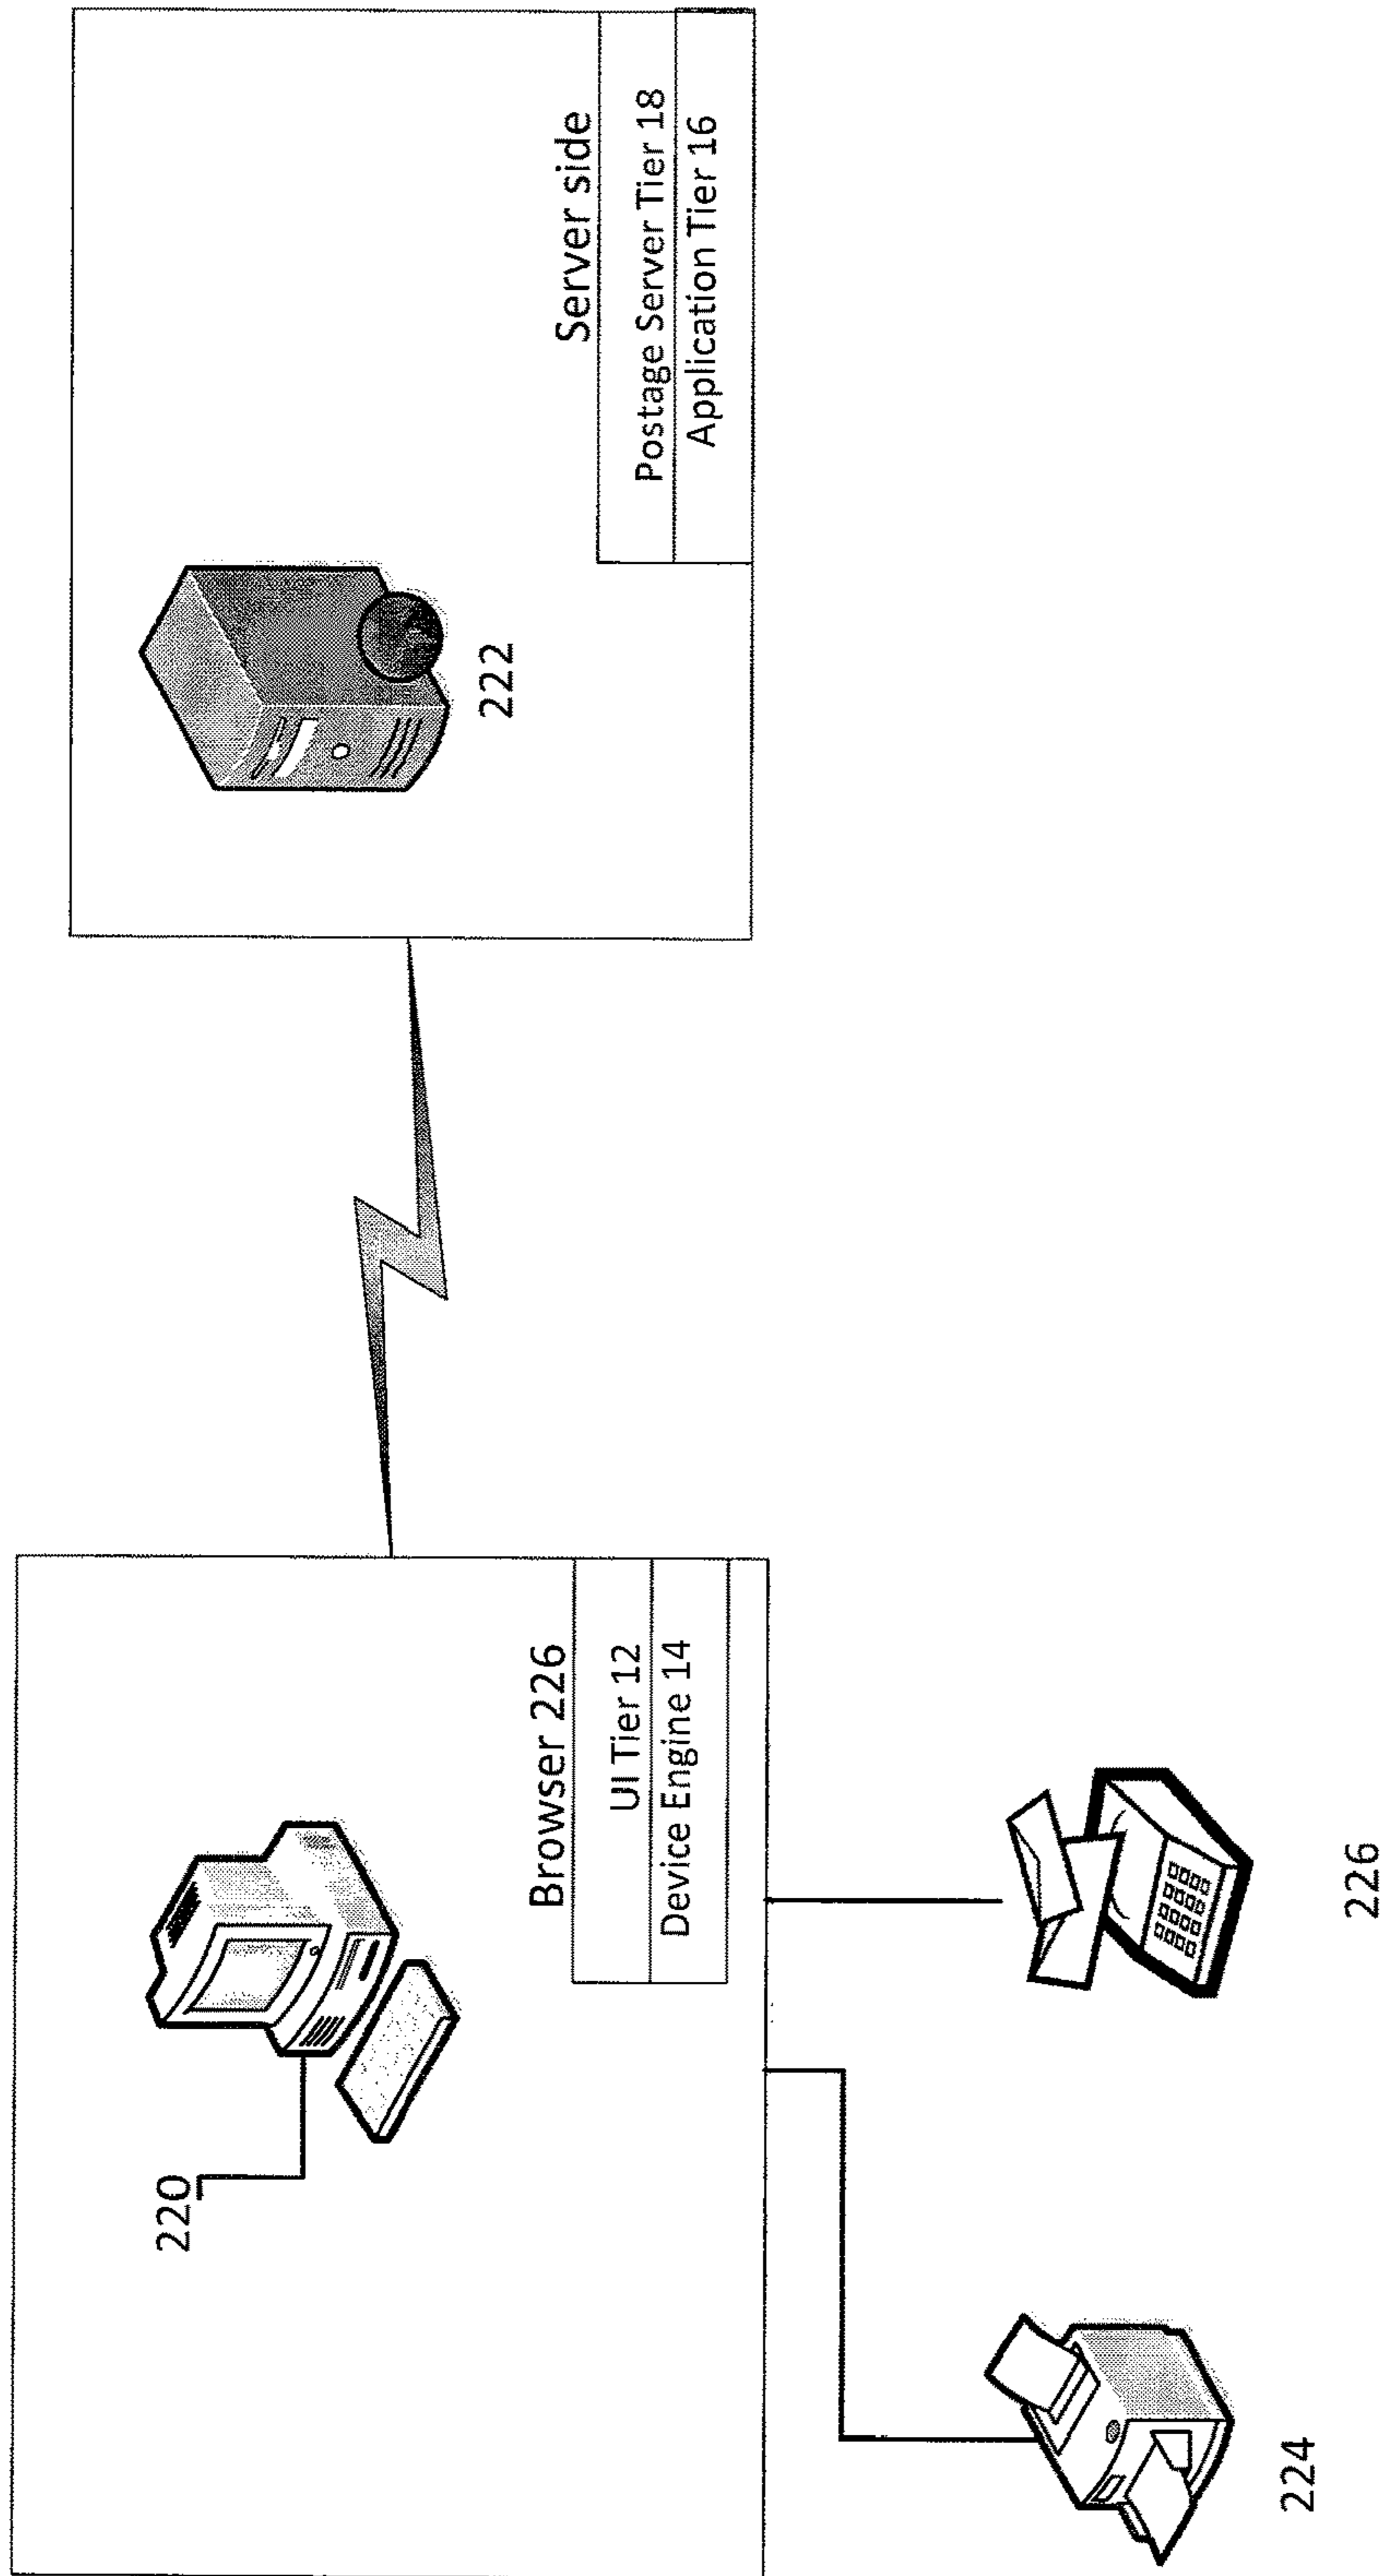 220
Browser 226
UI Tier 12
Device Engine 14
224
226
222
Server side
Postage Server Tier 18
Application Tier 16